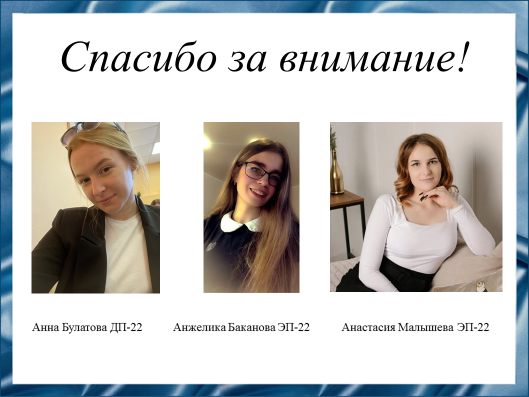 Спасибо за внимание!
Анна Булатова ДП-22
Анжелика Баканова ЭП-22
Анастасия Малышева ЭП-22